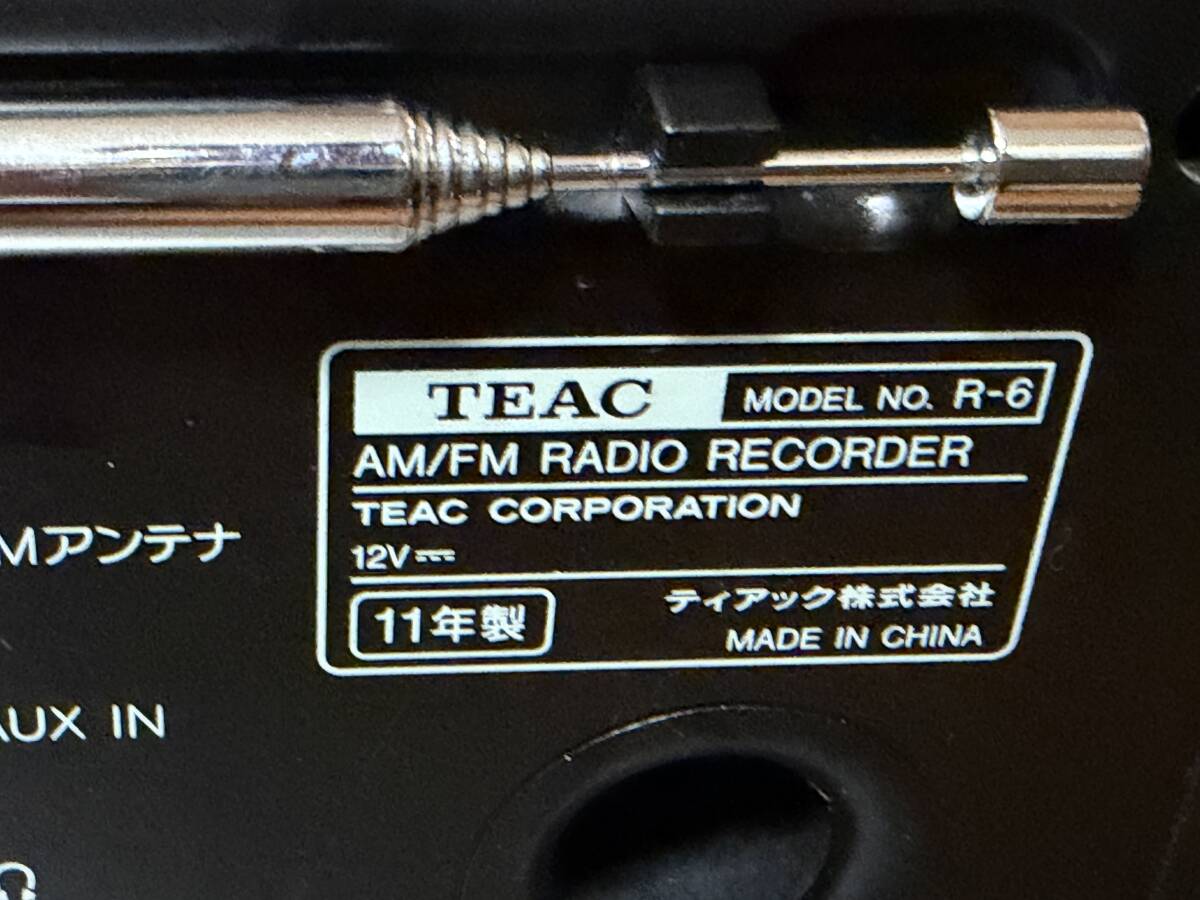 TEAC MODEL NO. R-6
AM/FM RADIO RECORDER
TEAC CORPORATION
12V⎓
11年製
ティアック株式会社
MADE IN CHINA
Mアンテナ
AUX IN